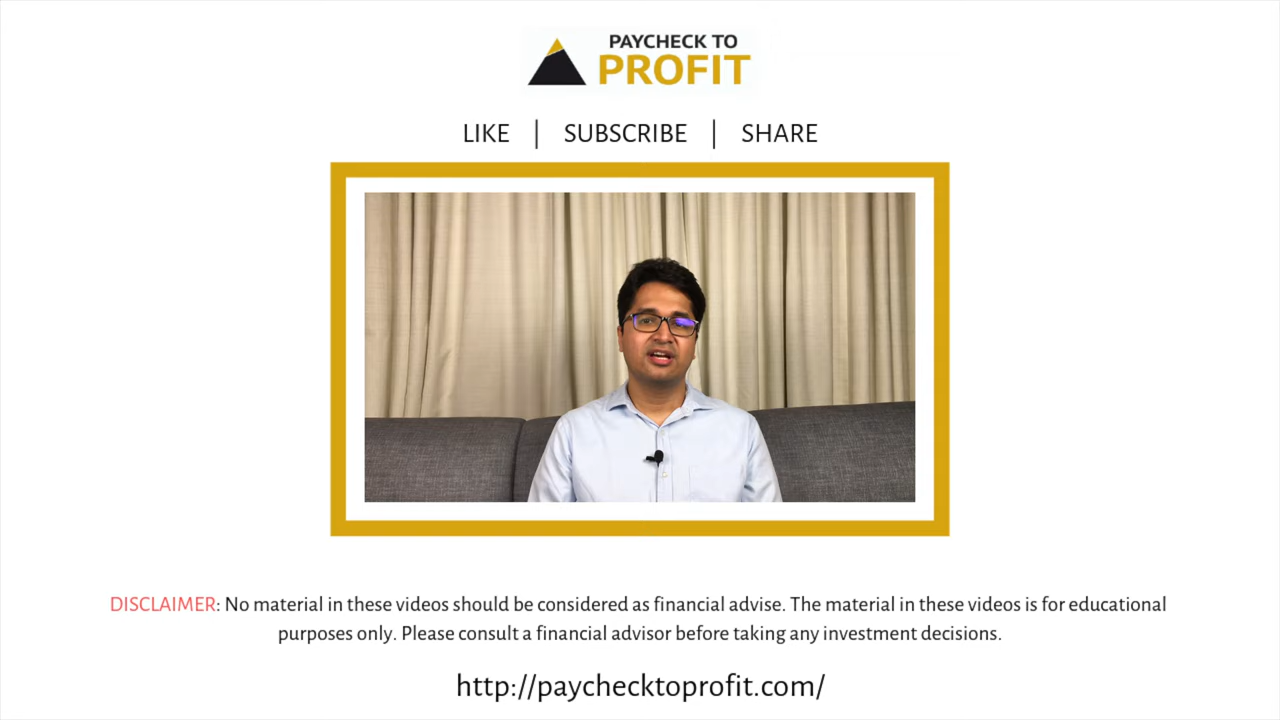 PAYCHECK TO
PROFIT
LIKE | SUBSCRIBE | SHARE
DISCLAIMER: No material in these videos should be considered as financial advise. The material in these videos is for educational
purposes only. Please consult a financial advisor before taking any investment decisions.
http://paychecktoprofit.com/